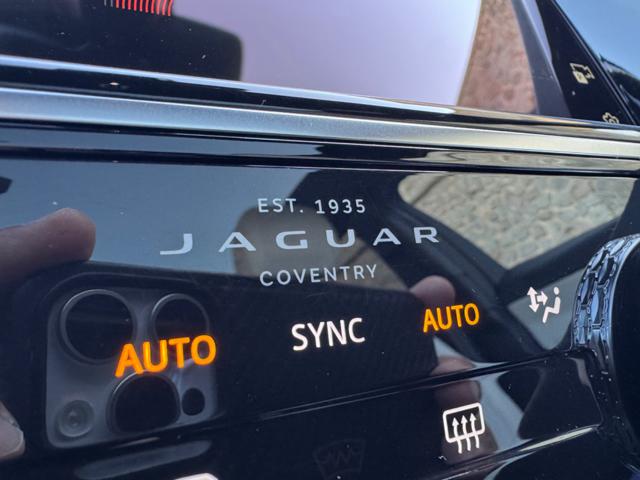 EST. 1935
JAGUAR
COVENTRY
AUTO SYNC AUTO